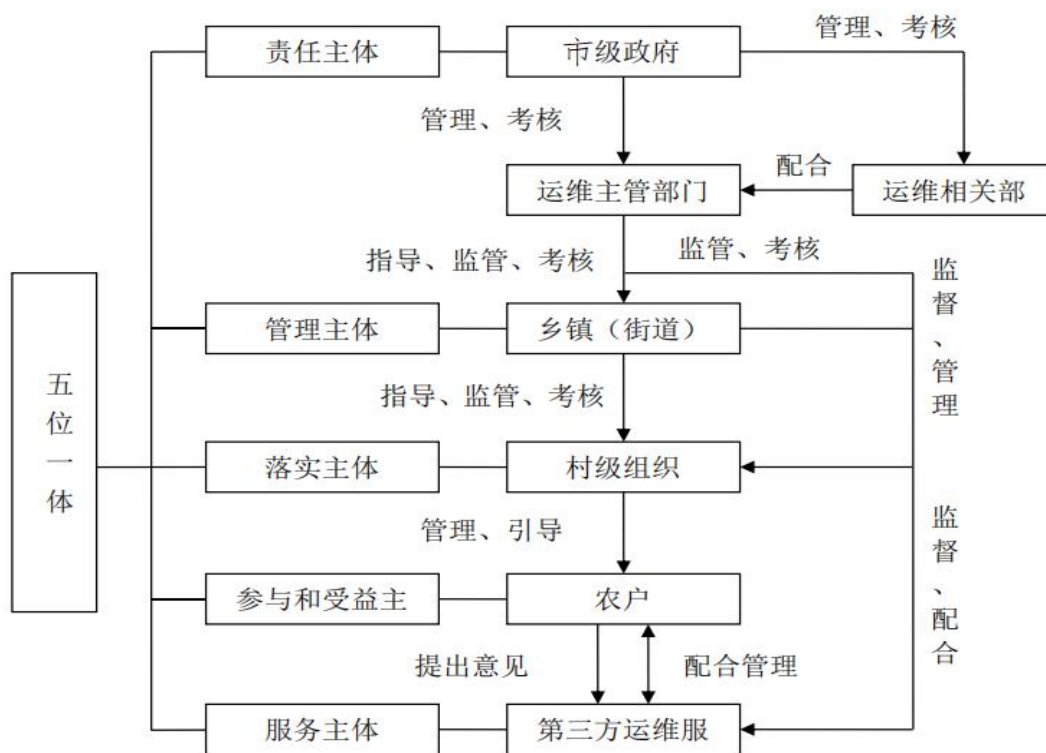 管理、考核
责任主体
市级政府
管理、考核
配合
运维主管部门
运维相关部
指导、监管、考核
监管、考核
监督、管理
管理主体
乡镇（街道）
五位一体
指导、监管、考核
落实主体
村级组织
管理、引导
监督、配合
参与和受益主
农户
提出意见
配合管理
服务主体
第三方运维服